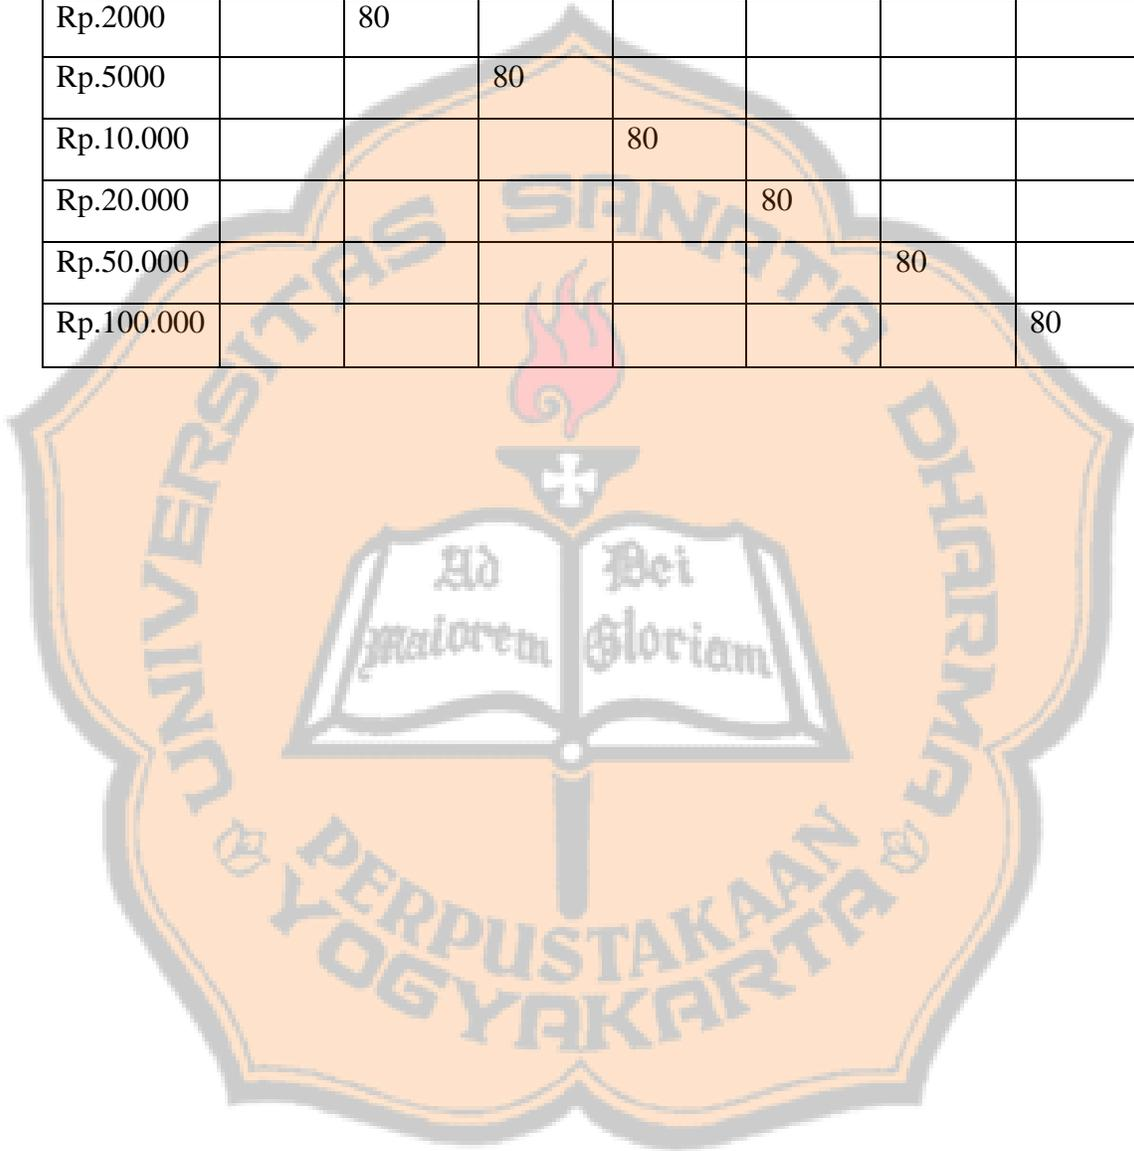 Rp.2000 80
Rp.5000 80
Rp.10.000 80
Rp.20.000 80
Rp.50.000 80
Rp.100.000 80
UNIVERSITAS SANATA DHARMA
Ad Dei
maiorem Gloriam
PERPUSTAKAAN
YOGYAKARTA